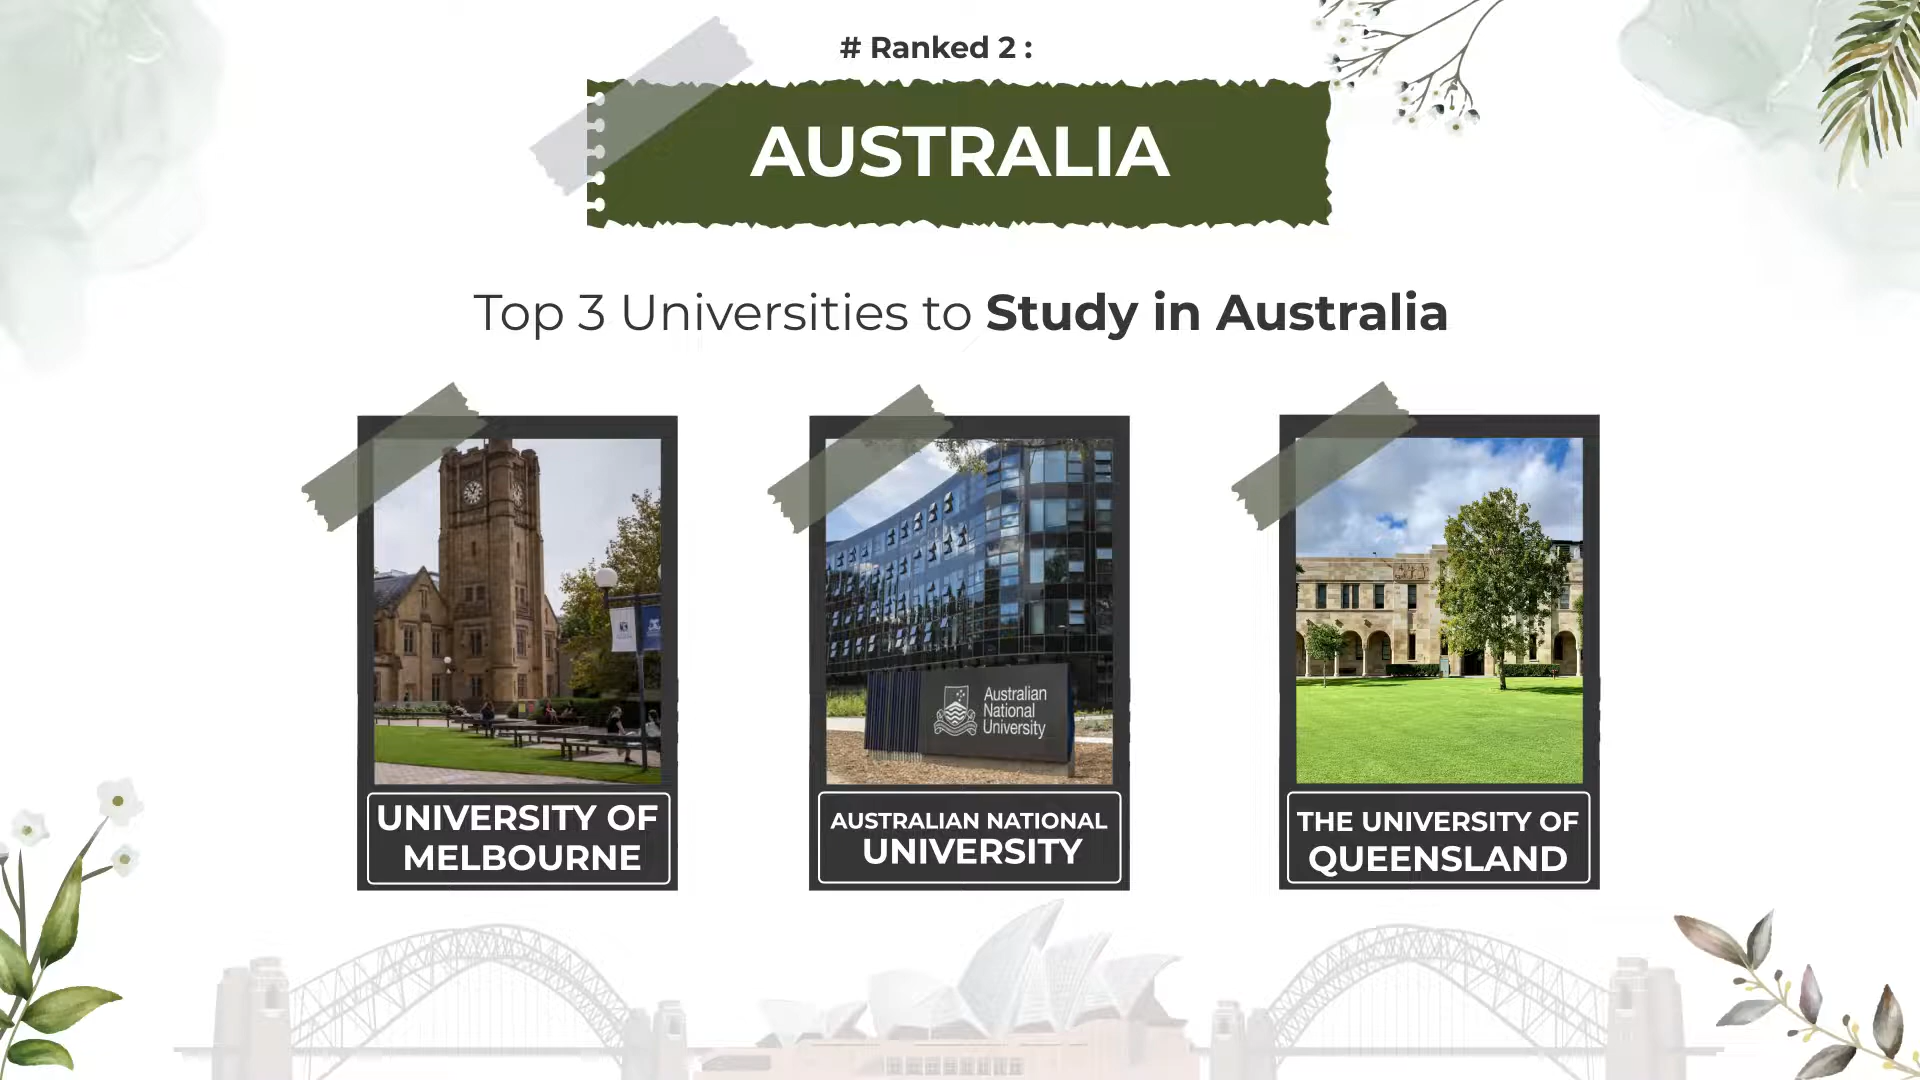 # Ranked 2 :
AUSTRALIA
Top 3 Universities to Study in Australia
Australian
National
University
UNIVERSITY OF
MELBOURNE
AUSTRALIAN NATIONAL
UNIVERSITY
THE UNIVERSITY OF
QUEENSLAND